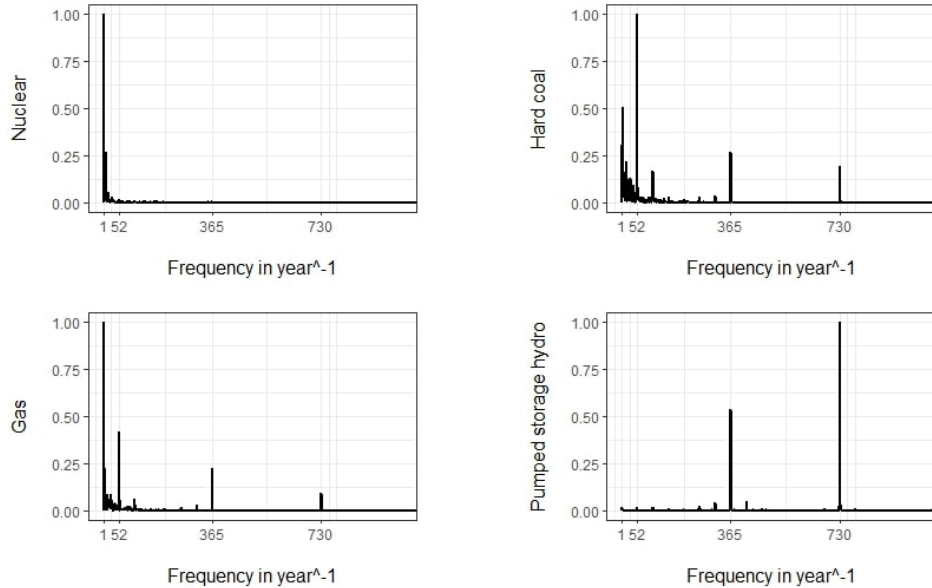 Nuclear
1.00
0.75
0.50
0.25
0.00
1 52 365 730
Frequency in year^-1
Hard coal
1.00
0.75
0.50
0.25
0.00
1 52 365 730
Frequency in year^-1
Gas
1.00
0.75
0.50
0.25
0.00
1 52 365 730
Frequency in year^-1
Pumped storage hydro
1.00
0.75
0.50
0.25
0.00
1 52 365 730
Frequency in year^-1